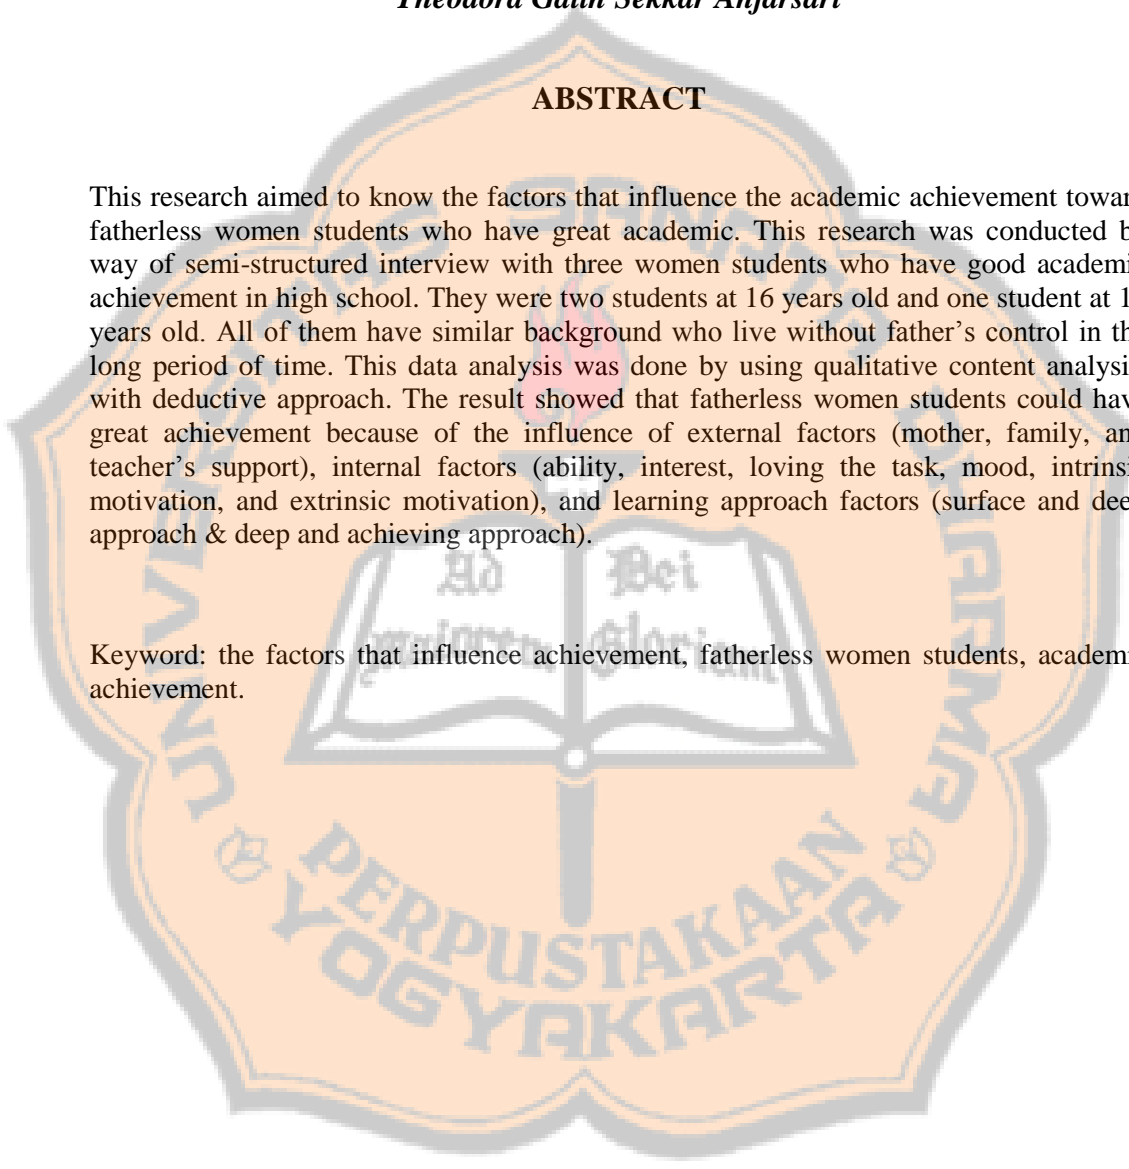 Theodora Galih Sekkar Anjarsari
ABSTRACT
This research aimed to know the factors that influence the academic achievement towar
fatherless women students who have great academic. This research was conducted b
way of semi-structured interview with three women students who have good academi
achievement in high school. They were two students at 16 years old and one student at 1
years old. All of them have similar background who live without father's control in th
long period of time. This data analysis was done by using qualitative content analysi
with deductive approach. The result showed that fatherless women students could hav
great achievement because of the influence of external factors (mother, family, an
teacher's support), internal factors (ability, interest, loving the task, mood, intrinsi
motivation, and extrinsic motivation), and learning approach factors (surface and dee
approach & deep and achieving approach).
Keyword: the factors that influence achievement, fatherless women students, academi
achievement.
UNIVERSITAS SANATA DHARMA
Ad Dei
maiorem Gloriam
PERPUSTAKAAN
YOGYAKARTA